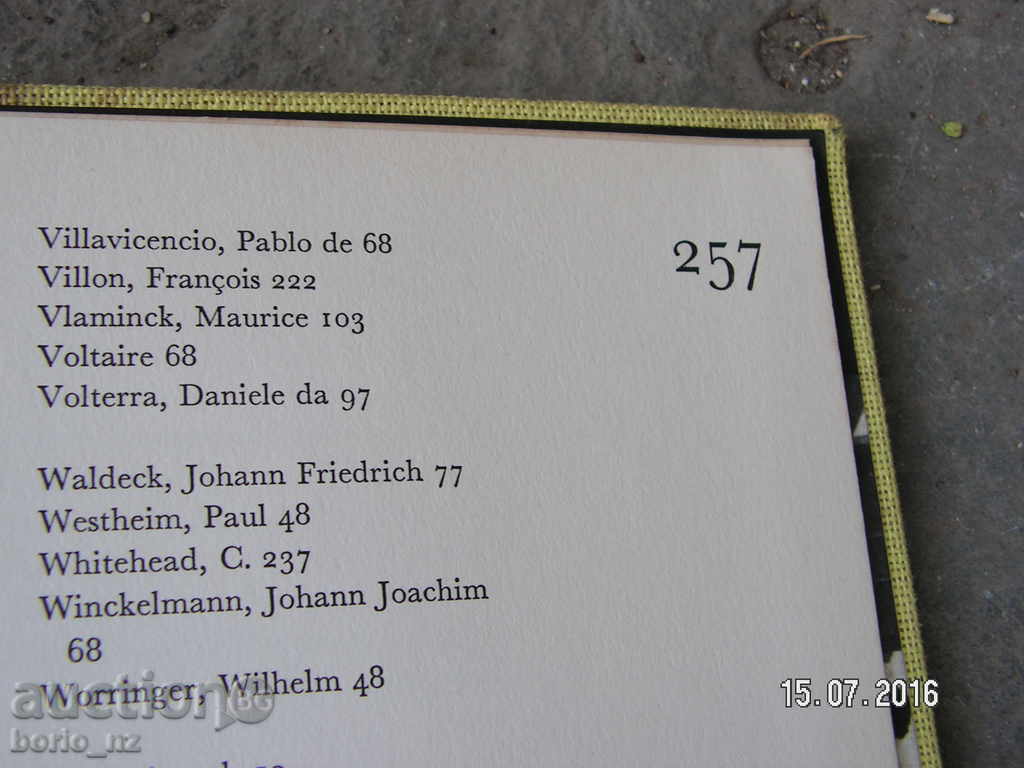 257
Villavicencio, Pablo de 68
Villon, François 222
Vlaminck, Maurice 103
Voltaire 68
Volterra, Daniele da 97
Waldeck, Johann Friedrich 77
Westheim, Paul 48
Whitehead, C. 237
Winckelmann, Johann Joachim
68
Worringer, Wilhelm 48
auction BG
borio_nz
15.07.2016